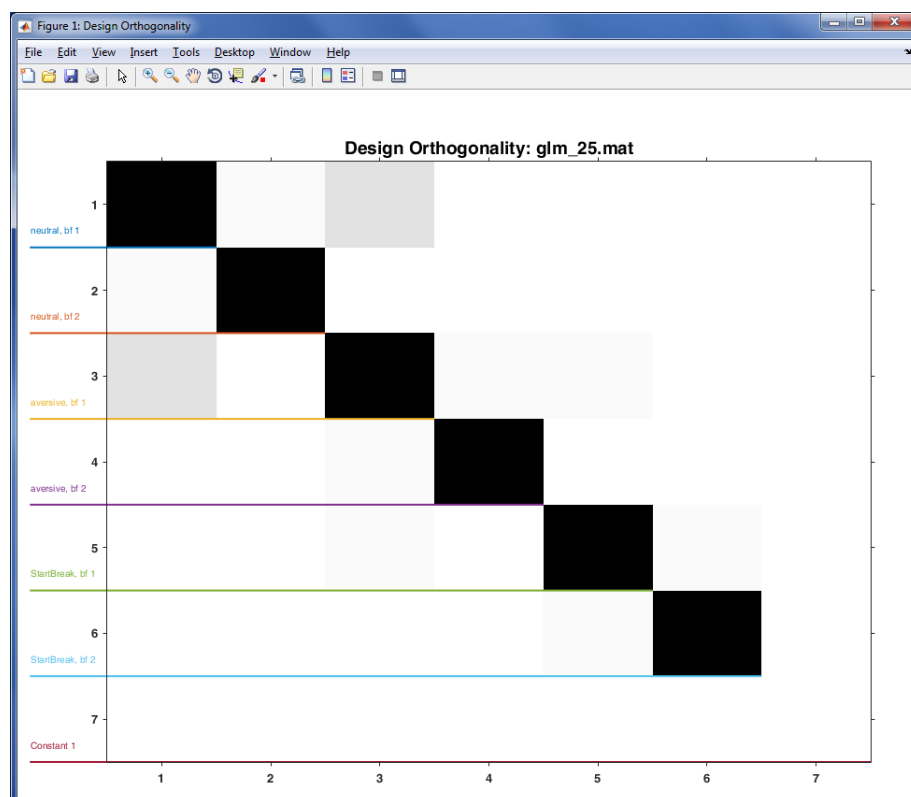 Figure 1: Design Orthogonality
File Edit View Insert Tools Desktop Window Help
Design Orthogonality: glm_25.mat
1
neutral, bf 1
2
neutral, bf 2
3
aversive, bf 1
4
aversive, bf 2
5
StartBreak, bf 1
6
StartBreak, bf 2
7
Constant 1
1 2 3 4 5 6 7